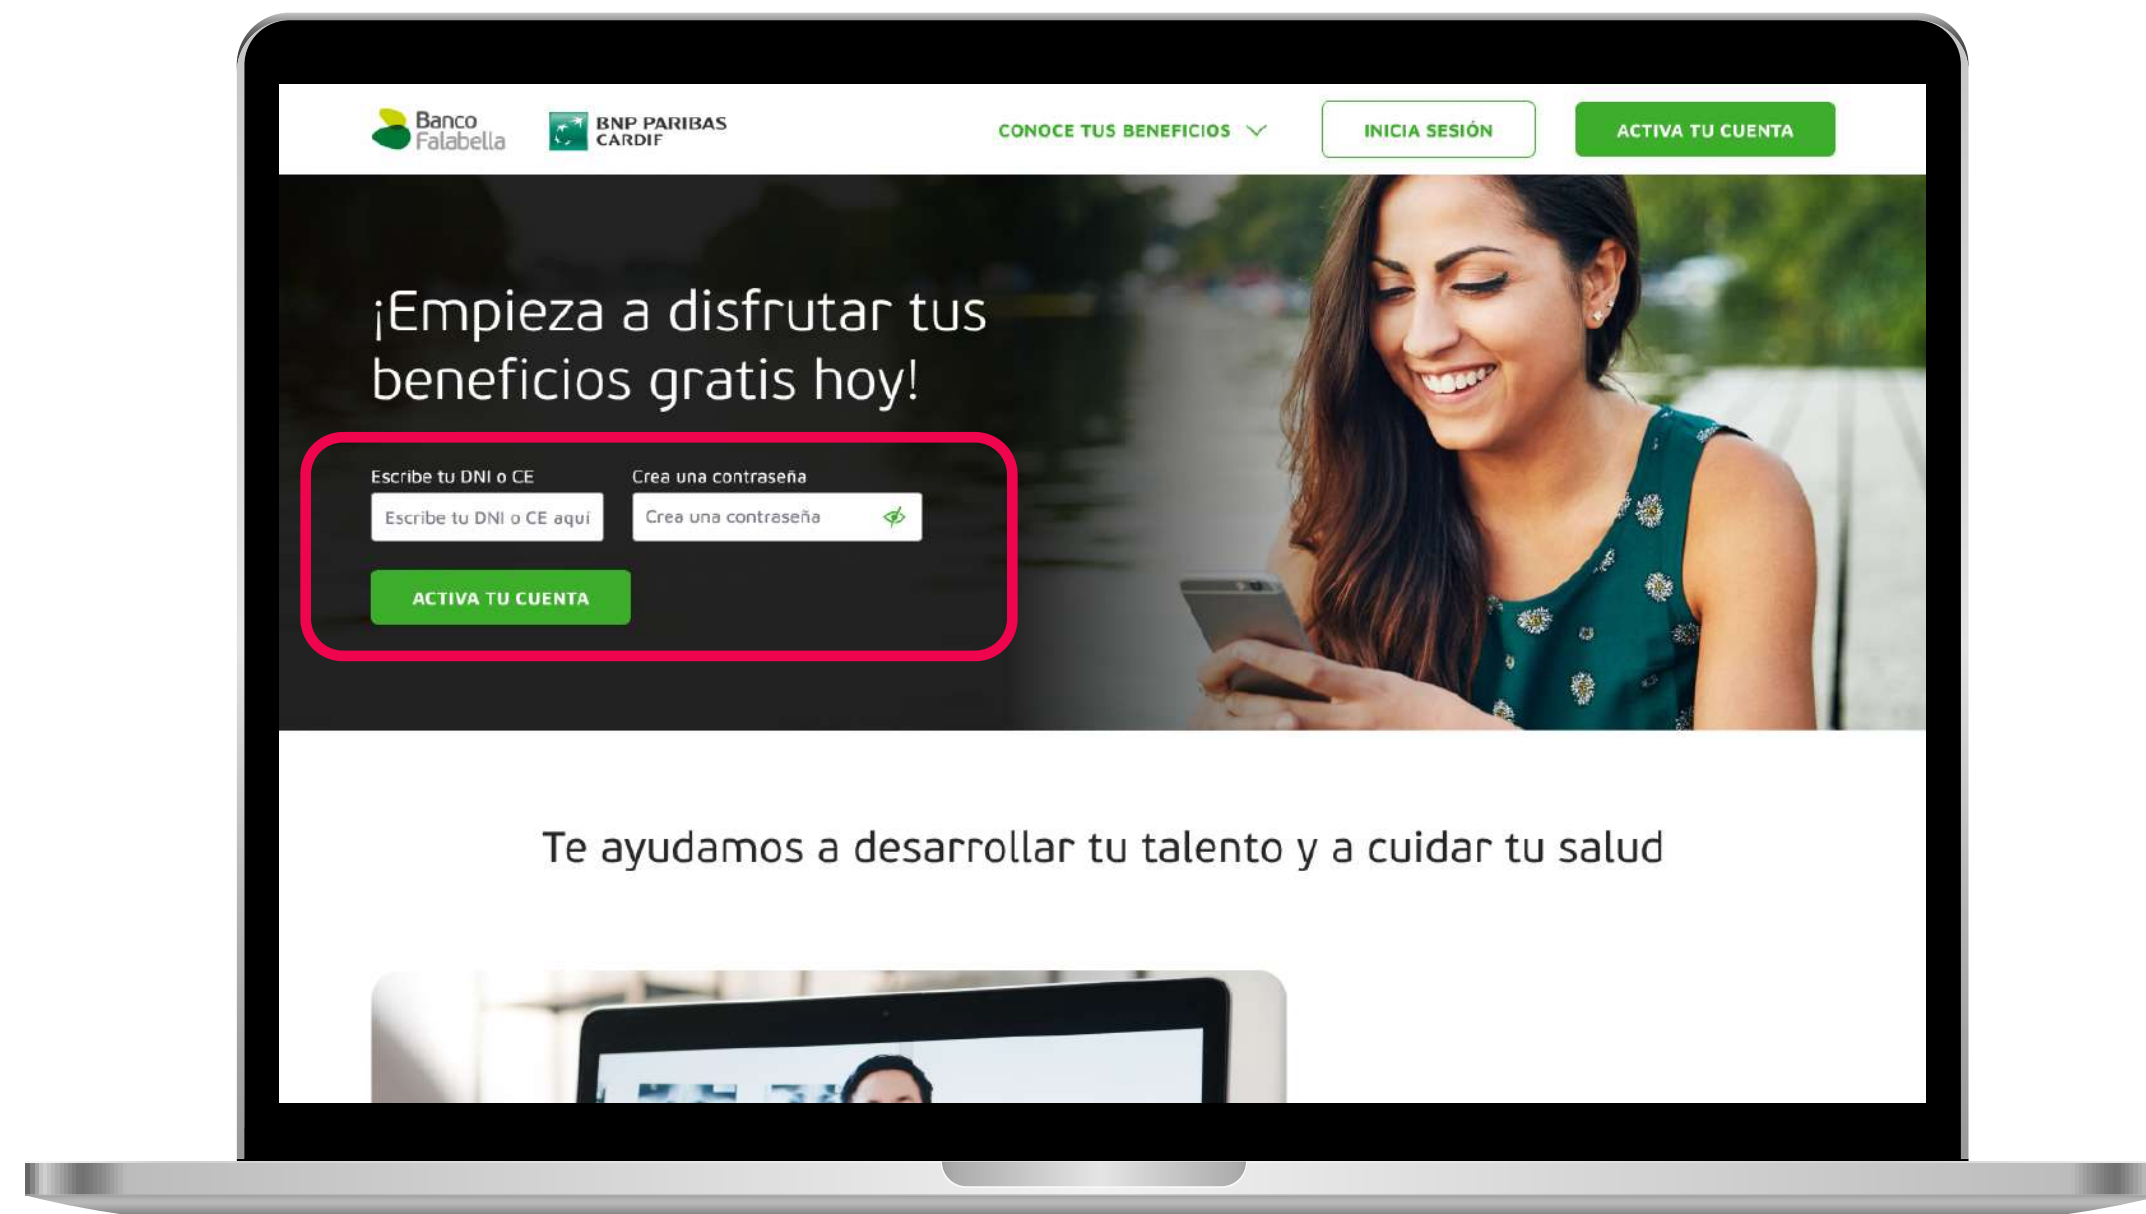 Banco
Falabella
BNP PARIBAS
CARDIF
CONOCE TUS BENEFICIOS
INICIA SESIÓN
ACTIVA TU CUENTA
¡Empieza a disfrutar tus
beneficios gratis hoy!
Escribe tu DNI o CE
Crea una contraseña
Escribe tu DNI o CE aquí
Crea una contraseña
ACTIVA TU CUENTA
Te ayudamos a desarrollar tu talento y a cuidar tu salud